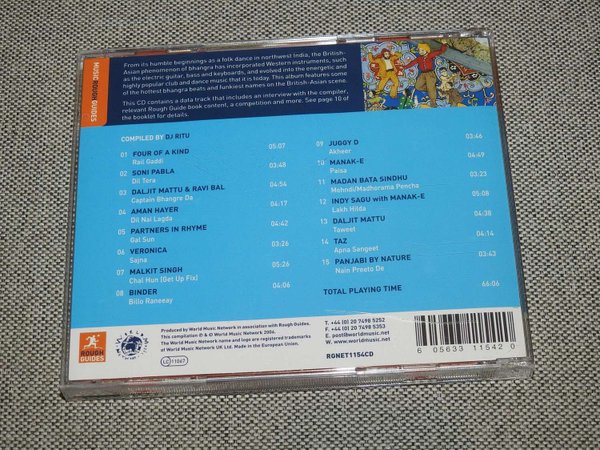 MUSIC ROUGH GUIDES
From its humble beginnings as a folk dance in northwest India, the British-
Asian phenomenon of bhangra has incorporated Western instruments, such
as the electric guitar, bass and keyboards, and evolved into the energetic and
highly popular club and dance music that it is today. This album features some
of the hottest bhangra beats and funkiest names on the British-Asian scene.
This CD contains a data track that includes an interview with the compiler,
relevant Rough Guide book content, a competition and more. See page 10 of
the booklet for details.
COMPILED BY DJ RITU
01 FOUR OF A KIND 05:07
Rail Gaddi
02 SONI PABLA 03:48
Dil Tera
03 DALJIT MATTU & RAVI BAL 04:54
Captain Bhangre Da
04 AMAN HAYER 04:17
Dil Nai Lagda
05 PARTNERS IN RHYME 04:42
Gal Sun
06 VERONICA 03:26
Sajna
07 MALKIT SINGH 05:26
Chal Hun (Get Up Fix)
08 BINDER 04:06
Billo Raneeay
09 JUGGY D 03:46
Akheer
10 MANAK-E 04:49
Paisa
11 MADAN BATA SINDHU 03:23
Mehndi/Madhorama Pencha
12 INDY SAGU with MANAK-E 05:08
Lakh Hilda
13 DALJIT MATTU 04:38
Taweet
14 TAZ 04:14
Apna Sangeet
15 PANJABI BY NATURE 03:43
Nain Preeto De
TOTAL PLAYING TIME 66:06
ROUGH
GUIDES
Produced by World Music Network in association with Rough Guides.
This compilation ℗ & © World Music Network 2006.
The World Music Network name and logo are registered trademarks
of World Music Network UK Ltd. Made in the European Union.
LC 11067
T. +44 (0) 20 7498 5252
F. +44 (0) 20 7498 5353
E. post@worldmusic.net
www.worldmusic.net
RGNET1154CD
6 05633 11542 0